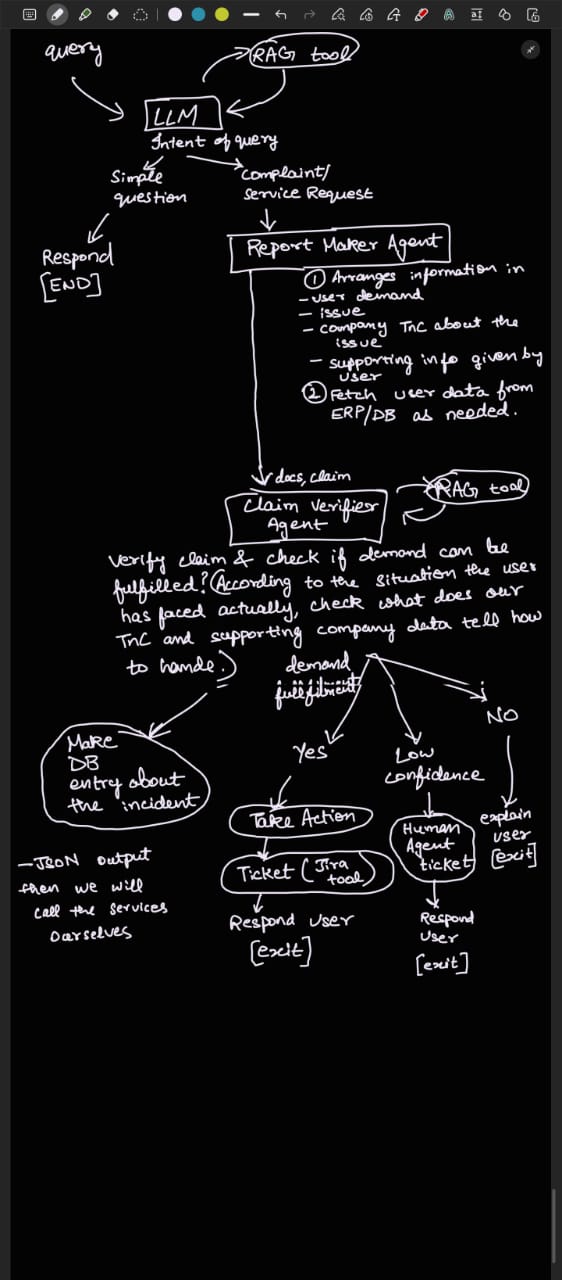 query
RAG tool
LLM
Intent of query
Simple
question
Complaint/
Service Request
Respond
[END]
Report Maker Agent
① Arranges information in
- user demand
- issue
- company TnC about the
issue
- supporting info given by
user
② Fetch user data from
ERP/DB as needed.
docs, claim
Claim Verifier
Agent
RAG tool
Verify claim & check if demand can be
fulfilled? (According to the situation the user
has faced actually, check what does our
TnC and supporting company data tell how
to hande.)
demand
fullfilment
Make
DB
entry about
the incident
Yes
Low
confidence
NO
Take Action
Human
Agent
ticket
explain
user
[exit]
Ticket (Jira
tool)
Respond user
[exit]
Respond
user
[exit]
- JSON output
then we will
call the services
ourselves